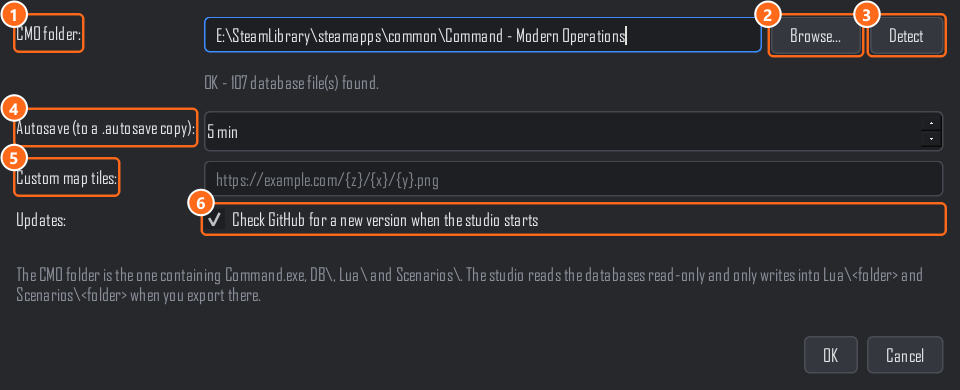 1
CMO folder:
E:\SteamLibrary\steamapps\common\Command - Modern Operations
2
Browse...
3
Detect
OK - 107 database file(s) found.
4
Autosave (to a .autosave copy):
5 min
5
Custom map tiles:
https://example.com/{z}/{x}/{y}.png
6
Updates:
Check GitHub for a new version when the studio starts
The CMO folder is the one containing Command.exe, DB\, Lua\ and Scenarios\. The studio reads the databases read-only and only writes into Lua\<folder> and
Scenarios\<folder> when you export there.
OK
Cancel